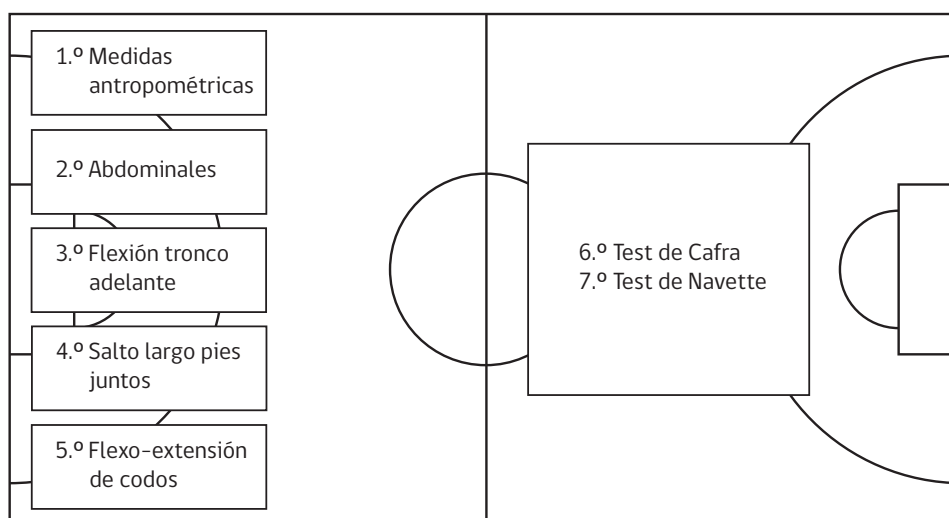 1.º Medidas
antropométricas
2.º Abdominales
3.º Flexión tronco
adelante
4.º Salto largo pies
juntos
5.º Flexo-extensión
de codos
6.º Test de Cafra
7.º Test de Navette